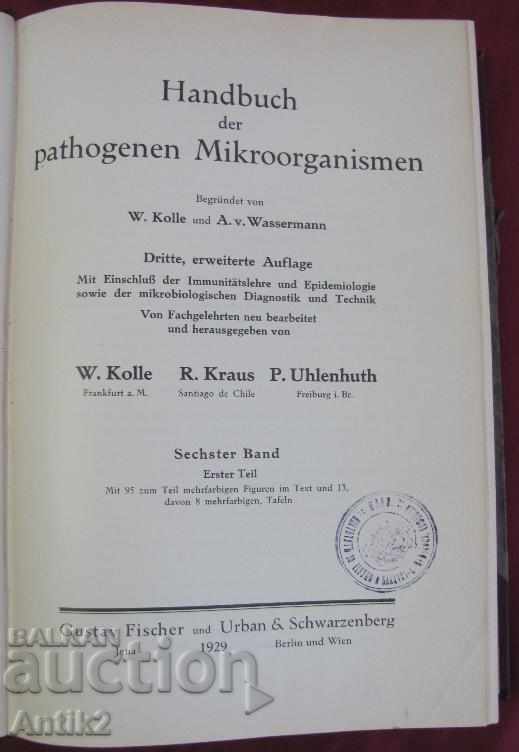 Handbuch
der
pathogenen Mikroorganismen
Begründet von
W. Kolle und A. v. Wassermann
Dritte, erweiterte Auflage
Mit Einschluß der Immunitätslehre und Epidemiologie
sowie der mikrobiologischen Diagnostik und Technik
Von Fachgelehrten neu bearbeitet
und herausgegeben von
W. Kolle R. Kraus P. Uhlenhuth
Frankfurt a. M. Santiago de Chile Freiburg i. Br.
Sechster Band
Erster Teil
Mit 95 zum Teil mehrfarbigen Figuren im Text und 13,
davon 8 mehrfarbigen, Tafeln
Gustav Fischer und Urban & Schwarzenberg
Jena 1929 Berlin und Wien
BALKAN
auction
Antik2